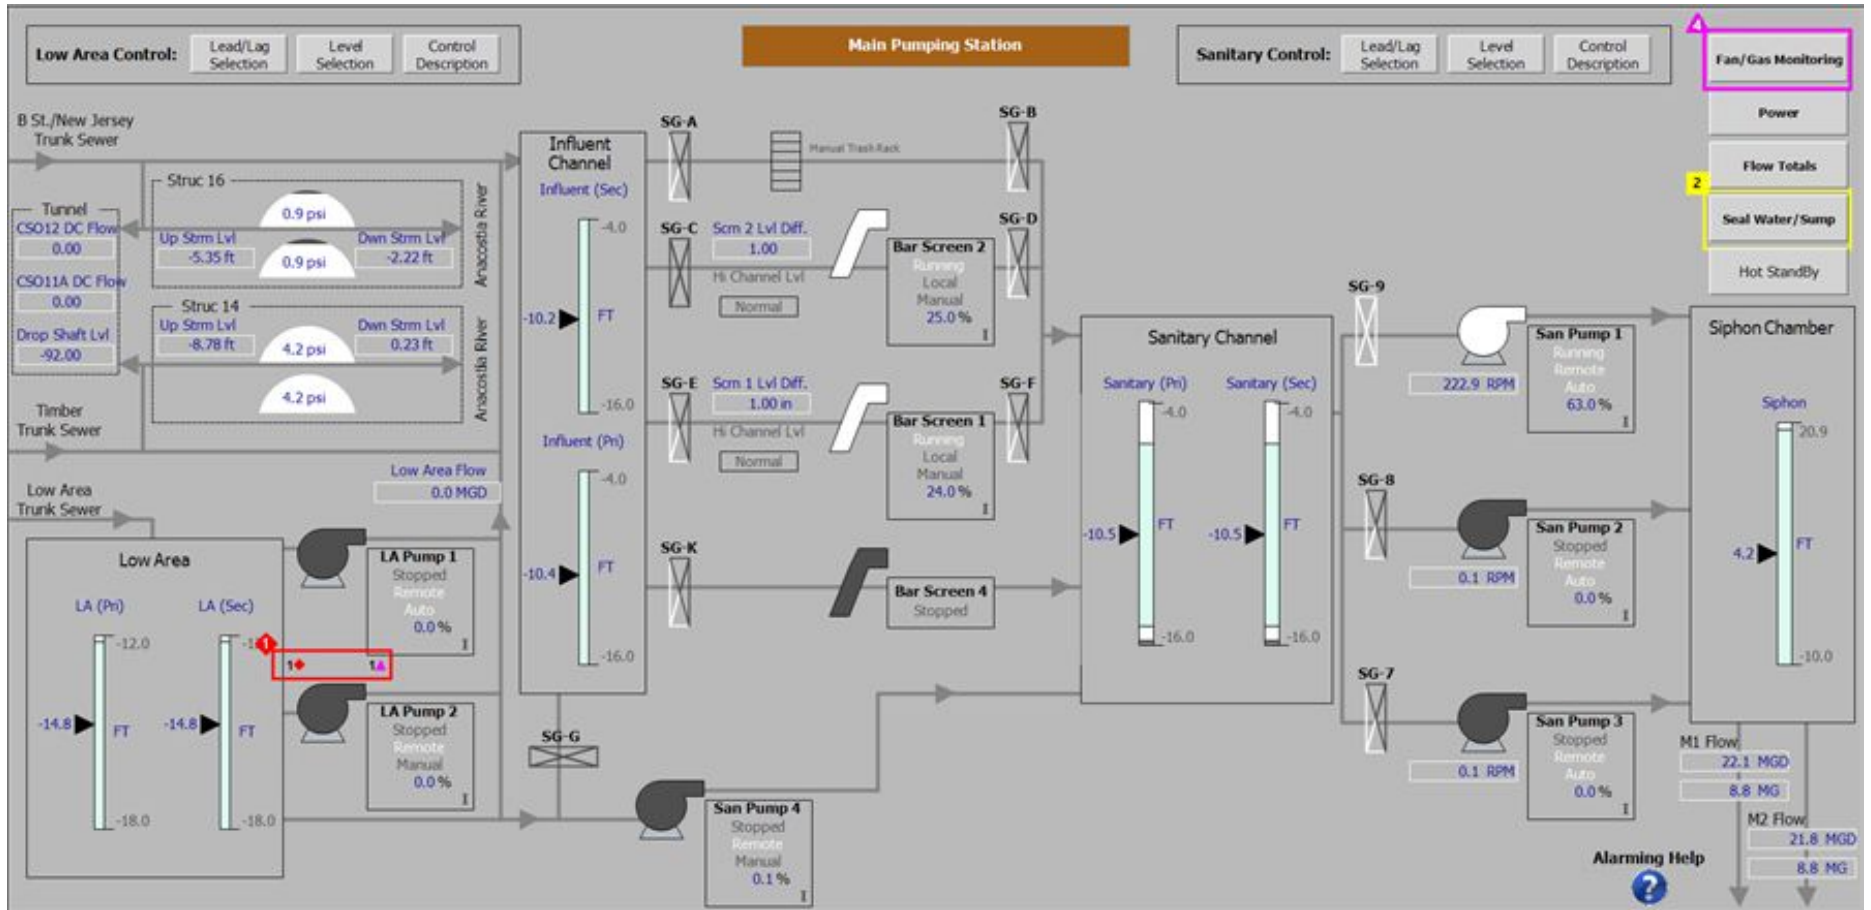 Low Area Control:
Lead/Lag
Selection
Level
Selection
Control
Description
Main Pumping Station
Sanitary Control:
Lead/Lag
Selection
Level
Selection
Control
Description
4
Fan/Gas Monitoring
Power
Flow Totals
2
Seal Water/Sump
Hot StandBy
B St./New Jersey
Trunk Sewer
Tunnel
CSO12 DC Flow
0.00
CSO11A DC Flow
0.00
Drop Shaft Lvl
-92.00
Struc 16
0.9 psi
Up Strm Lvl
-5.35 ft
0.9 psi
Dwn Strm Lvl
-2.22 ft
Anacostia River
Struc 14
Up Strm Lvl
-8.78 ft
4.2 psi
Dwn Strm Lvl
0.23 ft
4.2 psi
Anacostia River
Timber
Trunk Sewer
Low Area Flow
0.0 MGD
Low Area
Trunk Sewer
Low Area
LA (Pri)
-12.0
-14.8
FT
-18.0
LA (Sec)
1
1
1
-14.8
FT
-18.0
LA Pump 1
Stopped
Remote
Auto
0.0 %
I
LA Pump 2
Stopped
Remote
Manual
0.0 %
I
Influent
Channel
Influent (Sec)
-4.0
-10.2
FT
-16.0
Influent (Pri)
-4.0
-10.4
FT
-16.0
SG-A
Manual Trash Rack
SG-B
SG-C
Scrn 2 Lvl Diff.
1.00
Hi Channel Lvl
Normal
Bar Screen 2
Running
Local
Manual
25.0 %
I
SG-D
SG-E
Scrn 1 Lvl Diff.
1.00 in
Hi Channel Lvl
Normal
Bar Screen 1
Running
Local
Manual
24.0 %
I
SG-F
SG-K
Bar Screen 4
Stopped
SG-G
San Pump 4
Stopped
Remote
Manual
0.1 %
I
Sanitary Channel
Sanitary (Pri)
-4.0
-10.5
FT
-16.0
Sanitary (Sec)
-4.0
-10.5
FT
-16.0
SG-9
222.9 RPM
San Pump 1
Running
Remote
Auto
63.0 %
I
SG-8
0.1 RPM
San Pump 2
Stopped
Remote
Auto
0.0 %
I
SG-7
0.1 RPM
San Pump 3
Stopped
Remote
Auto
0.0 %
I
Siphon Chamber
Siphon
20.9
4.2
FT
-10.0
M1 Flow
22.1 MGD
8.8 MG
M2 Flow
21.8 MGD
8.8 MG
Alarming Help
?